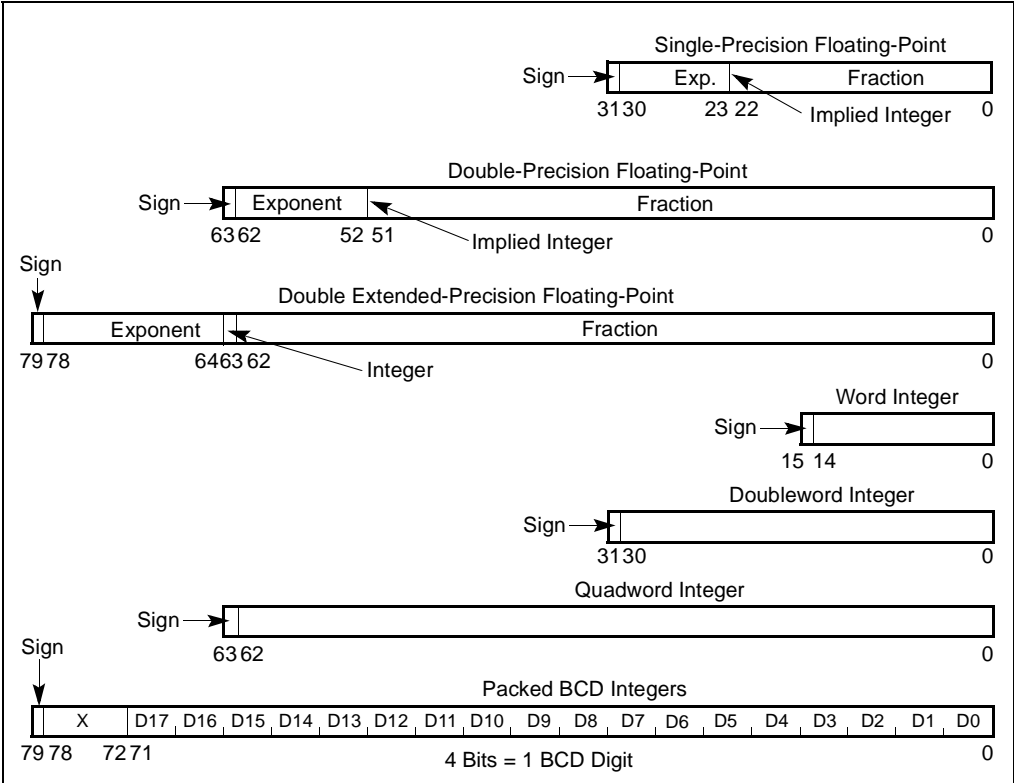 Single-Precision Floating-Point
Sign Exp. Fraction
31 30 23 22 Implied Integer 0
Double-Precision Floating-Point
Sign Exponent Fraction
63 62 52 51 Implied Integer 0
Sign
Double Extended-Precision Floating-Point
Exponent Fraction
79 78 64 63 62 Integer 0
Word Integer
Sign
15 14 0
Doubleword Integer
Sign
31 30 0
Quadword Integer
Sign
63 62 0
Sign
Packed BCD Integers
X D17 D16 D15 D14 D13 D12 D11 D10 D9 D8 D7 D6 D5 D4 D3 D2 D1 D0
79 78 72 71 4 Bits = 1 BCD Digit 0